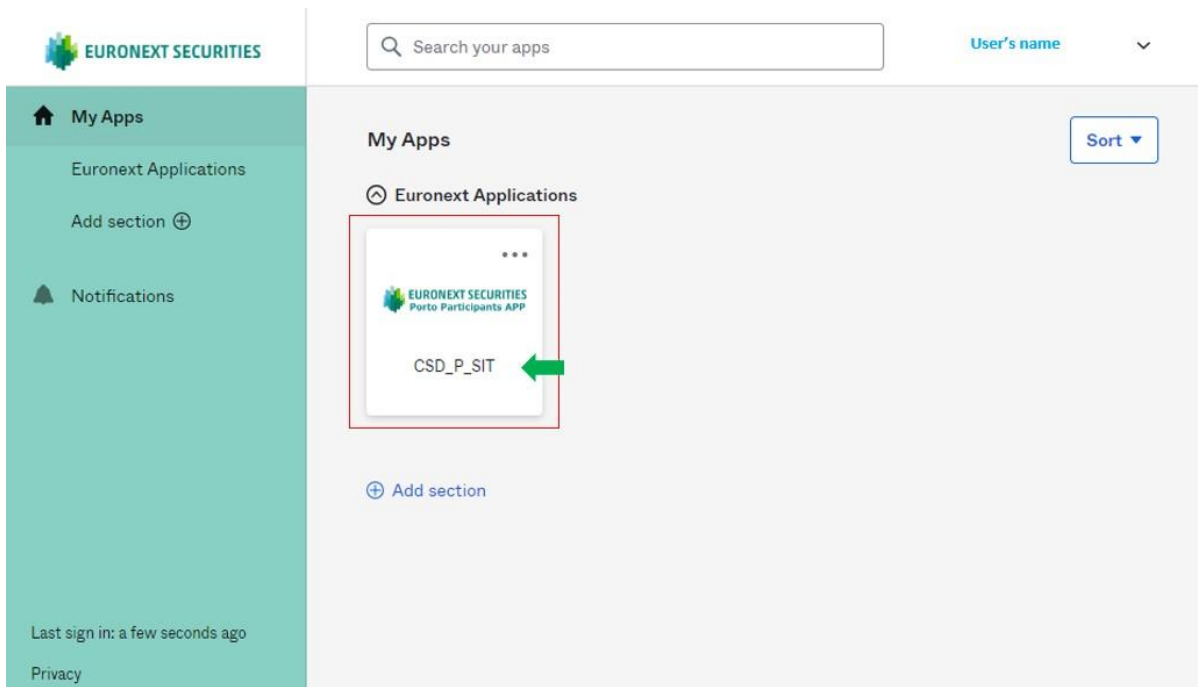 EURONEXT SECURITIES
Search your apps
User's name
My Apps
Euronext Applications
Add section
Notifications
Last sign in: a few seconds ago
Privacy
My Apps
Sort
Euronext Applications
EURONEXT SECURITIES
Porto Participants APP
CSD_P_SIT
Add section